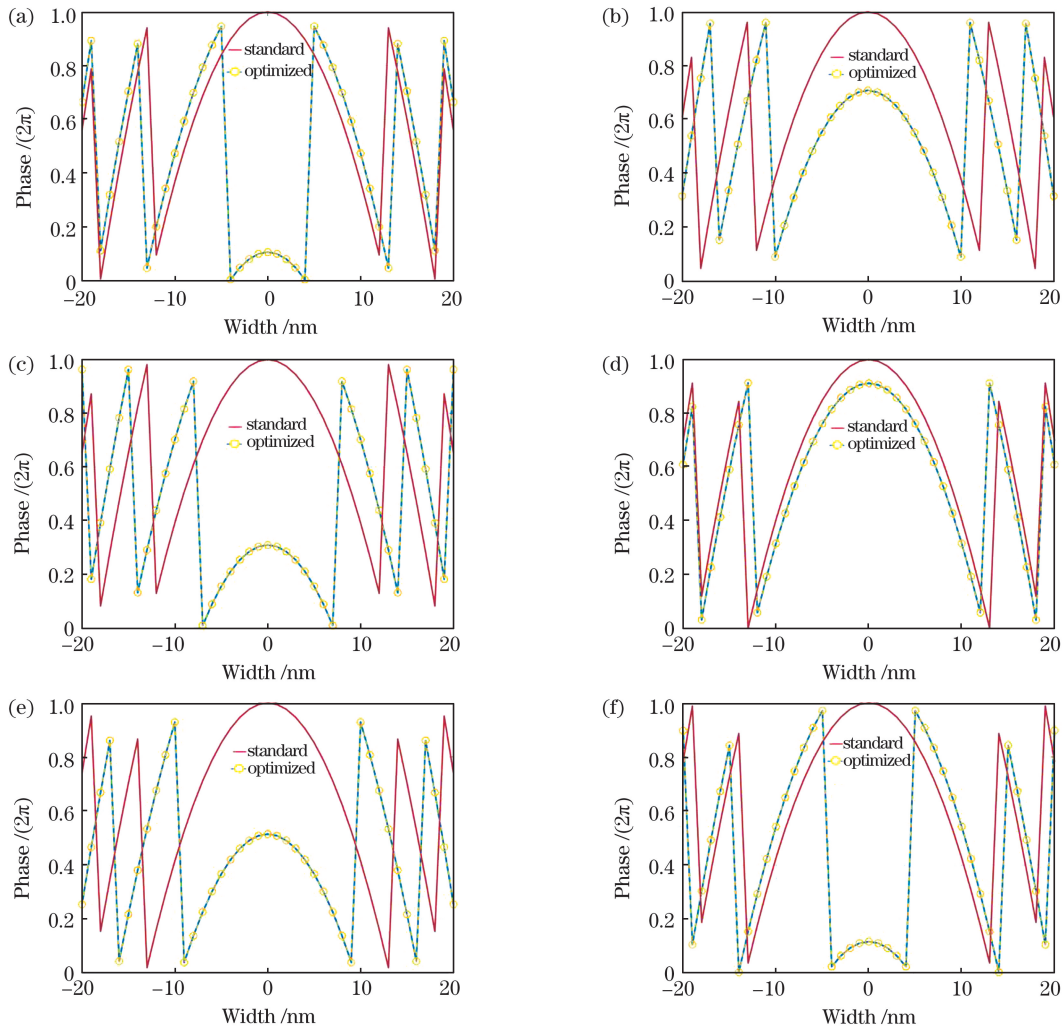 (a)
1.0
0.8
0.6
0.4
0.2
0
Phase /(2π)
standard
optimized
−20 −10 0 10 20
Width /nm
(b)
1.0
0.8
0.6
0.4
0.2
0
Phase /(2π)
standard
optimized
−20 −10 0 10 20
Width /nm
(c)
1.0
0.8
0.6
0.4
0.2
0
Phase /(2π)
standard
optimized
−20 −10 0 10 20
Width /nm
(d)
1.0
0.8
0.6
0.4
0.2
0
Phase /(2π)
standard
optimized
−20 −10 0 10 20
Width /nm
(e)
1.0
0.8
0.6
0.4
0.2
0
Phase /(2π)
standard
optimized
−20 −10 0 10 20
Width /nm
(f)
1.0
0.8
0.6
0.4
0.2
0
Phase /(2π)
standard
optimized
−20 −10 0 10 20
Width /nm